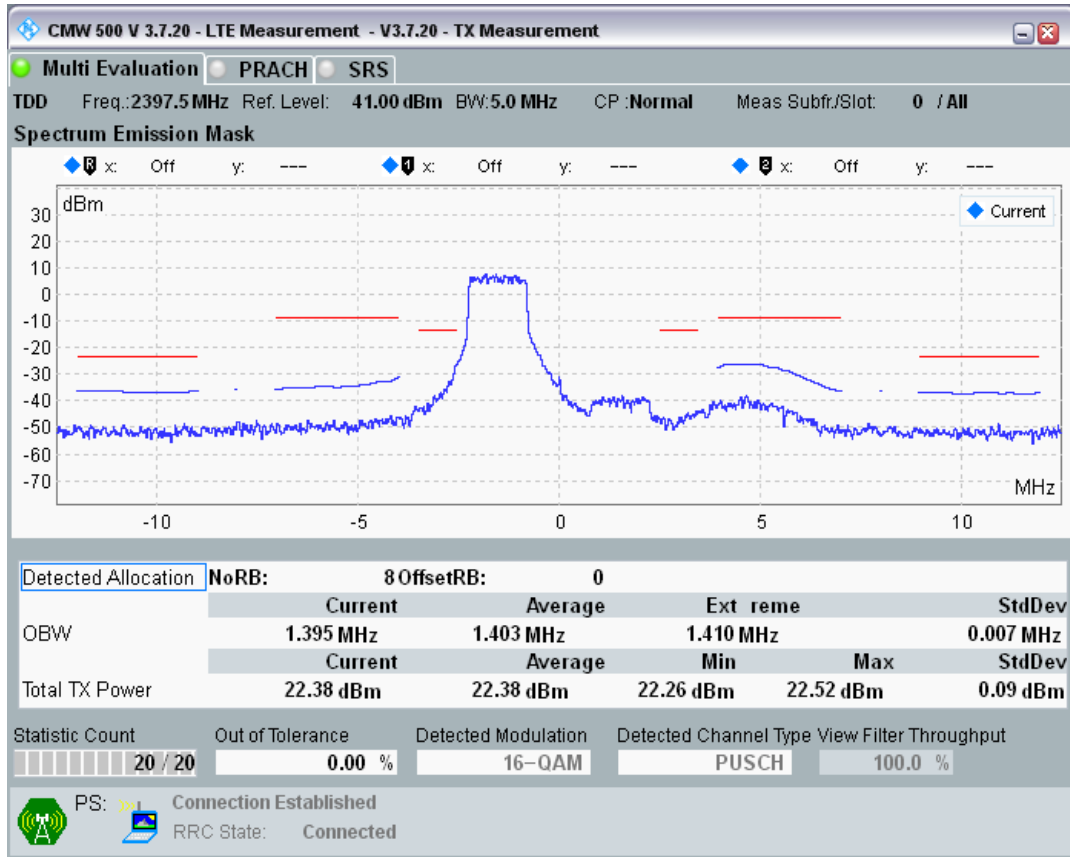 CMW 500 V 3.7.20 - LTE Measurement - V3.7.20 - TX Measurement
Multi Evaluation PRACH SRS
TDD Freq.:2397.5 MHz Ref. Level: 41.00 dBm BW:5.0 MHz CP :Normal Meas Subfr./Slot: 0 / All
Spectrum Emission Mask
R x: Off y: --- 1 x: Off y: --- 2 x: Off y: ---
dBm
Current
30
20
10
0
-10
-20
-30
-40
-50
-60
-70
MHz
-10 -5 0 5 10
Detected Allocation NoRB: 8 OffsetRB: 0
Current Average Ext reme StdDev
OBW 1.395 MHz 1.403 MHz 1.410 MHz 0.007 MHz
Current Average Min Max StdDev
Total TX Power 22.38 dBm 22.38 dBm 22.26 dBm 22.52 dBm 0.09 dBm
Statistic Count Out of Tolerance Detected Modulation Detected Channel Type View Filter Throughput
20 / 20 0.00 % 16-QAM PUSCH 100.0 %
PS: Connection Established
RRC State: Connected